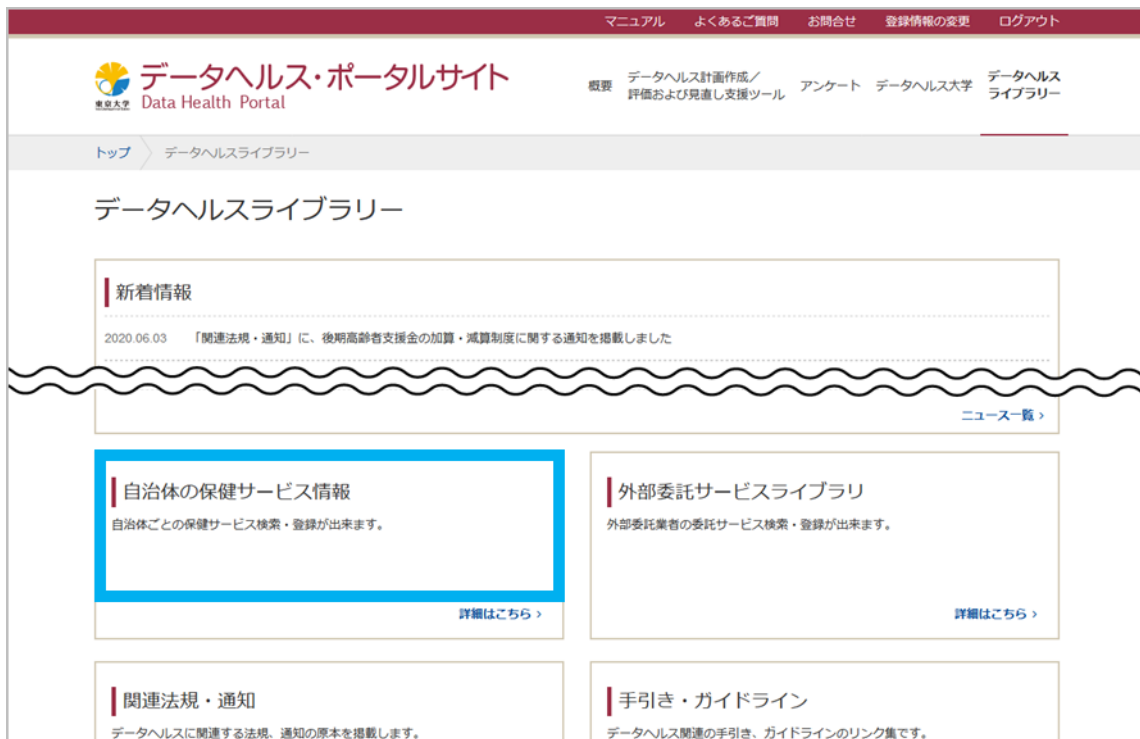 マニュアル よくあるご質問 お問合せ 登録情報の変更 ログアウト
データヘルス・ポータルサイト
東京大学 Data Health Portal
概要 データヘルス計画作成／ 評価および見直し支援ツール アンケート データヘルス大学 データヘルス ライブラリー
トップ データヘルスライブラリー
データヘルスライブラリー
新着情報
2020.06.03 「関連法規・通知」に、後期高齢者支援金の加算・減算制度に関する通知を掲載しました
ニュース一覧 ›
自治体の保健サービス情報
自治体ごとの保健サービス検索・登録が出来ます。
詳細はこちら ›
外部委託サービスライブラリ
外部委託業者の委託サービス検索・登録が出来ます。
詳細はこちら ›
関連法規・通知
データヘルスに関連する法規、通知の原本を掲載します。
手引き・ガイドライン
データヘルス関連の手引き、ガイドラインのリンク集です。